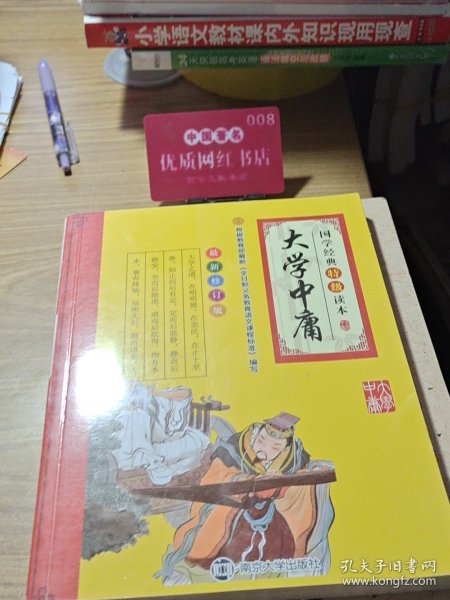 小学语文教材课内外知识现用现查
008
中国著名
优质网红书店
根据教育部最新《全日制义务教育语文课程标准》编写
国学经典特级读本
大学中庸
最新修订版
大学之道，在明明德，在亲民，在止于至
善。知止而后有定，定而后能静，静而后
能安，安而后能虑，虑而后能得。物有本
末，事有终始，知所先后，则近道矣。
大学
中庸
南京大学出版社
孔夫子旧书网
www.kongfz.com